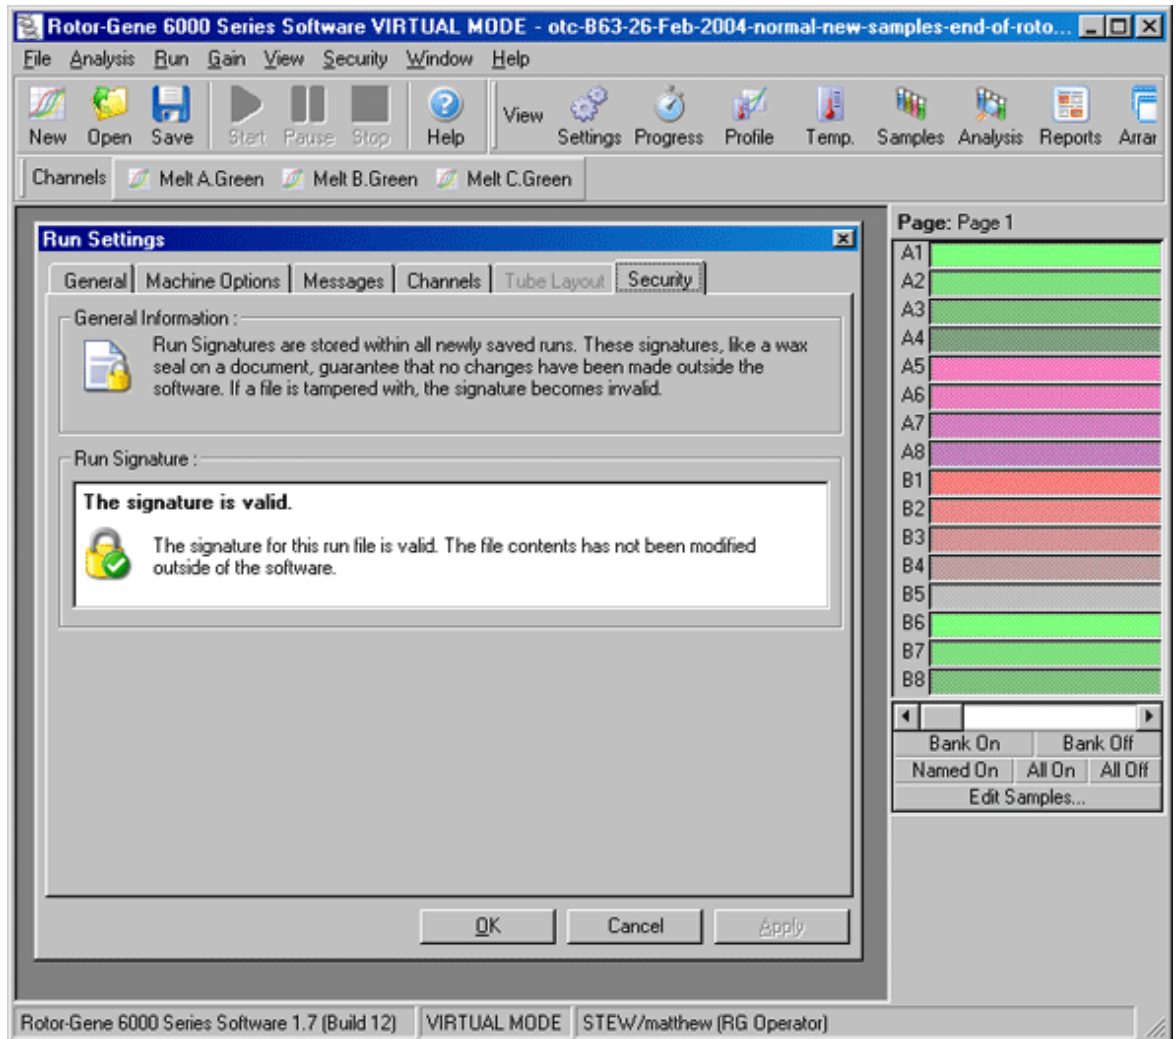 Rotor-Gene 6000 Series Software VIRTUAL MODE - otc-B63-26-Feb-2004-normal-new-samples-end-of-roto...
File Analysis Run Gain View Security Window Help
New Open Save Start Pause Stop Help View Settings Progress Profile Temp. Samples Analysis Reports Arrar
Channels Melt A.Green Melt B.Green Melt C.Green
Run Settings
General Machine Options Messages Channels Tube Layout Security
General Information :
Run Signatures are stored within all newly saved runs. These signatures, like a wax
seal on a document, guarantee that no changes have been made outside the
software. If a file is tampered with, the signature becomes invalid.
Run Signature :
The signature is valid.
The signature for this run file is valid. The file contents has not been modified
outside of the software.
OK Cancel Apply
Page: Page 1
A1
A2
A3
A4
A5
A6
A7
A8
B1
B2
B3
B4
B5
B6
B7
B8
Bank On Bank Off
Named On All On All Off
Edit Samples...
Rotor-Gene 6000 Series Software 1.7 (Build 12) VIRTUAL MODE STEW/matthew (RG Operator)